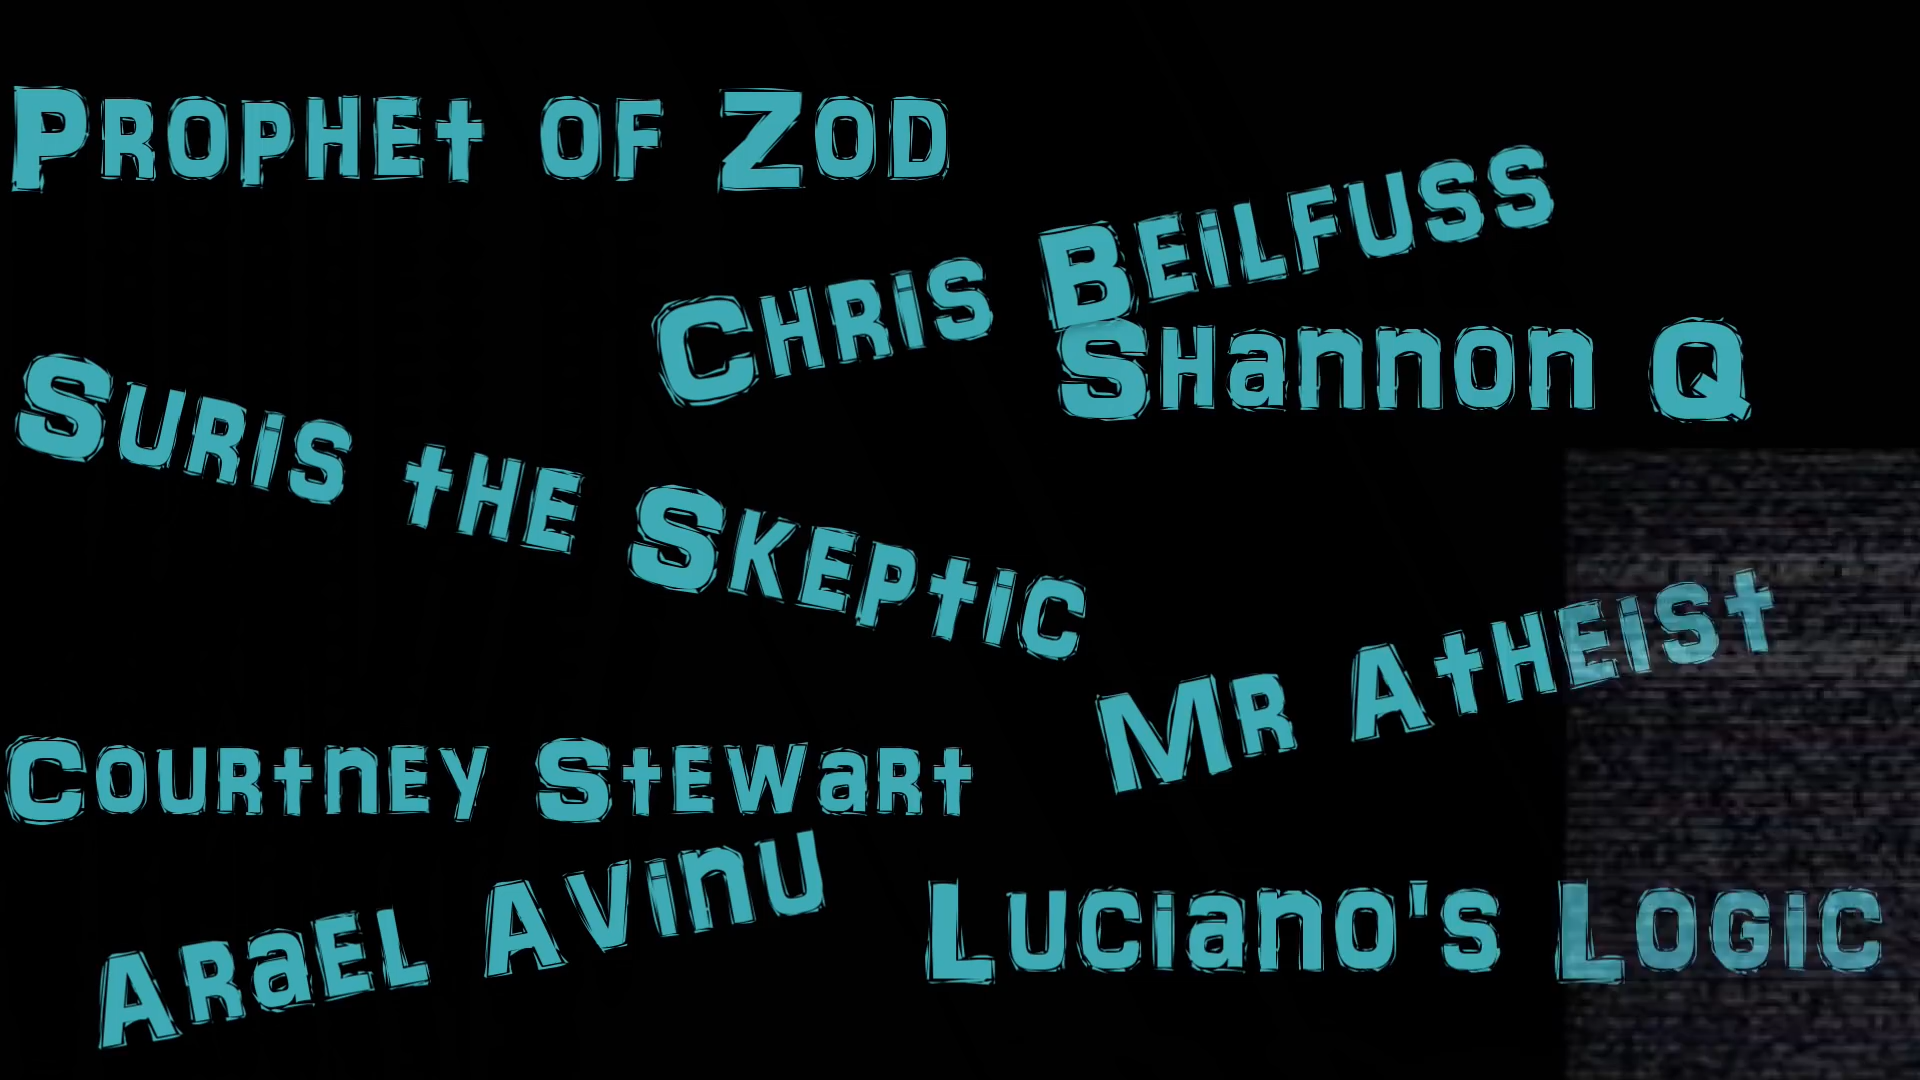 Prophet of Zod
Chris Beilfuss
Shannon Q
Suris the Skeptic
Mr Atheist
Courtney Stewart
Arael Avinu
Luciano's Logic